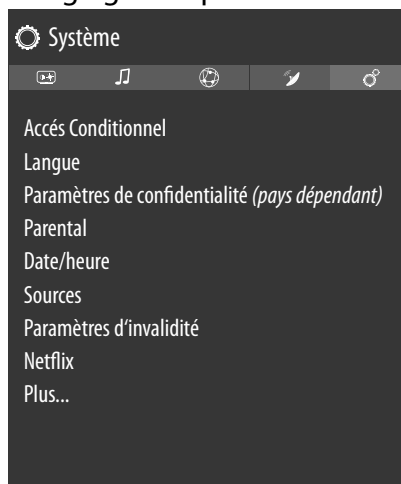 Système
Accés Conditionnel
Langue
Paramètres de confidentialité (pays dépendant)
Parental
Date/heure
Sources
Paramètres d‘invalidité
Netflix
Plus...